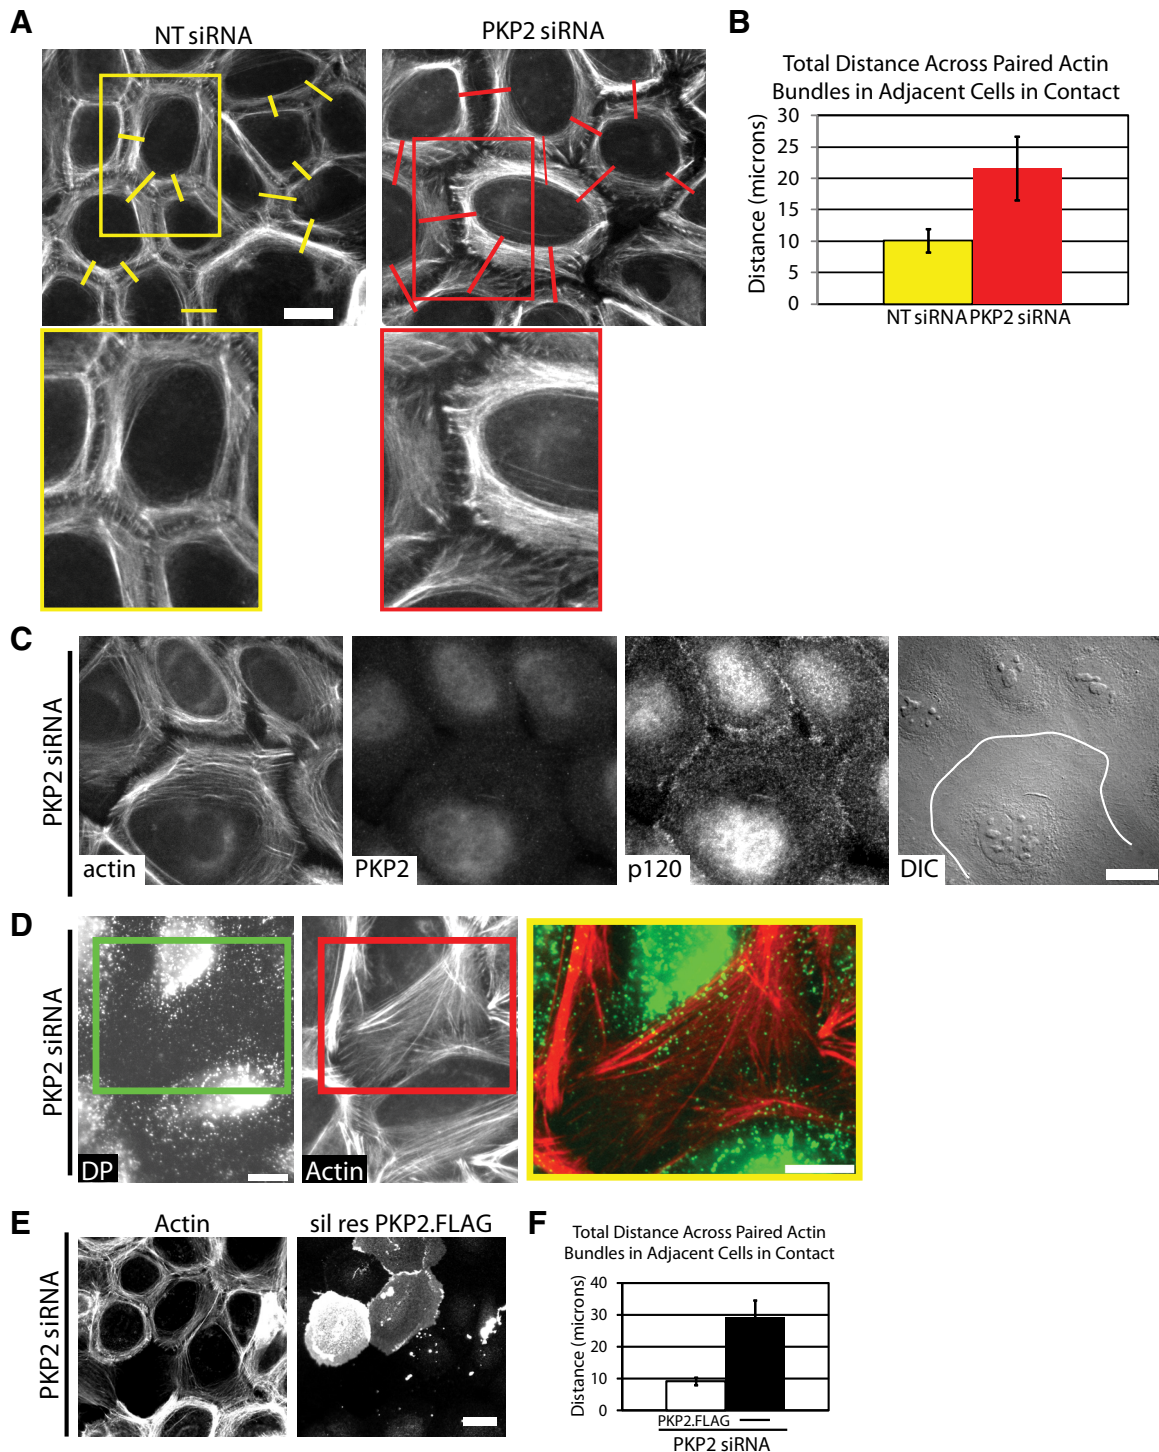 A
NT siRNA
PKP2 siRNA
B
Total Distance Across Paired Actin
Bundles in Adjacent Cells in Contact
Distance (microns)
30
25
20
15
10
5
0
NT siRNA PKP2 siRNA
C
PKP2 siRNA
actin
PKP2
p120
DIC
D
PKP2 siRNA
DP
Actin
E
PKP2 siRNA
Actin
sil res PKP2.FLAG
F
Total Distance Across Paired Actin
Bundles in Adjacent Cells in Contact
Distance (microns)
40
30
20
10
0
PKP2.FLAG —
PKP2 siRNA